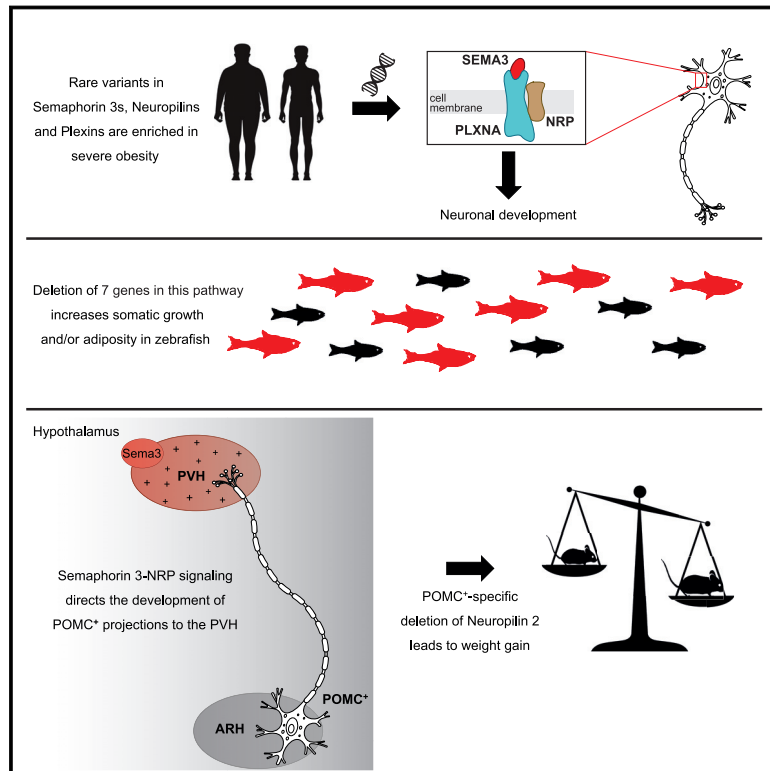 Rare variants in
Semaphorin 3s, Neuropilins
and Plexins are enriched in
severe obesity
SEMA3
cell
membrane
NRP
PLXNA
Neuronal development
Deletion of 7 genes in this pathway
increases somatic growth
and/or adiposity in zebrafish
Hypothalamus
Sema3
PVH
Semaphorin 3-NRP signaling
directs the development of
POMC⁺ projections to the PVH
POMC⁺
ARH
POMC⁺-specific
deletion of Neuropilin 2
leads to weight gain